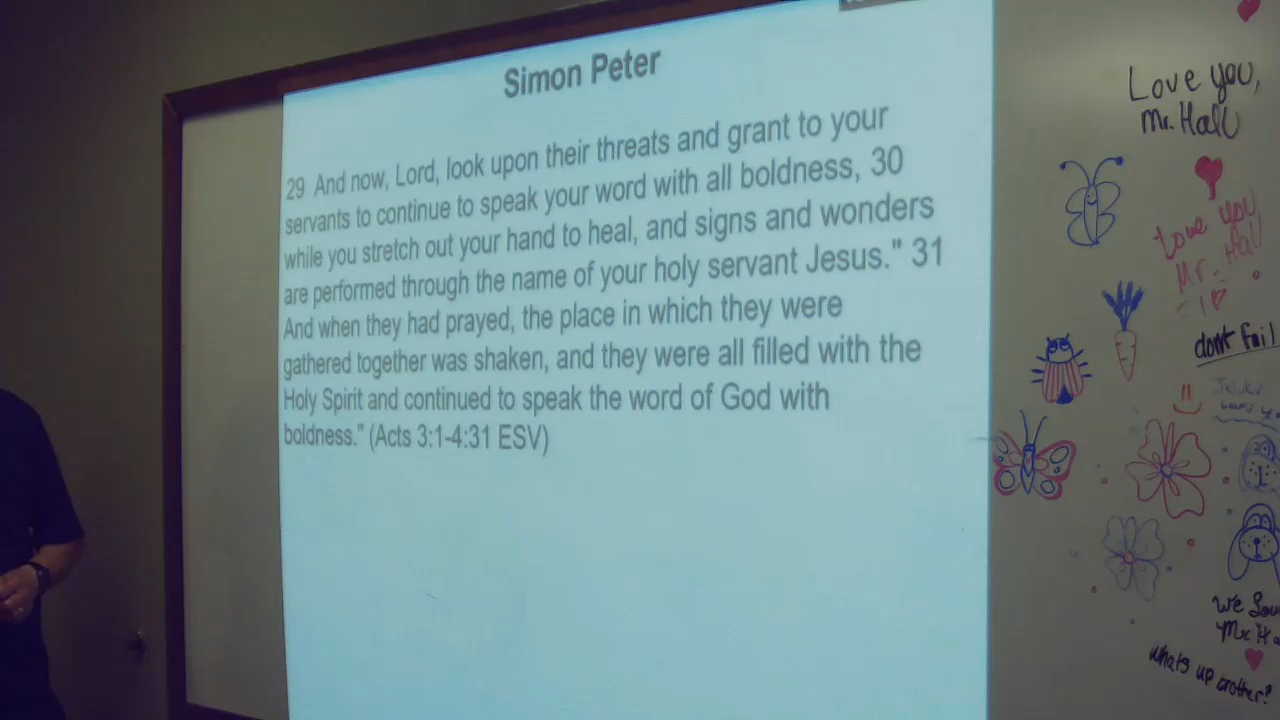 Simon Peter
29 And now, Lord, look upon their threats and grant to your
servants to continue to speak your word with all boldness, 30
while you stretch out your hand to heal, and signs and wonders
are performed through the name of your holy servant Jesus." 31
And when they had prayed, the place in which they were
gathered together was shaken, and they were all filled with the
Holy Spirit and continued to speak the word of God with
boldness." (Acts 3:1-4:31 ESV)
Love you,
Mr. Hall
Love you
Mr. Hall
dont fail
We
whats up brother?